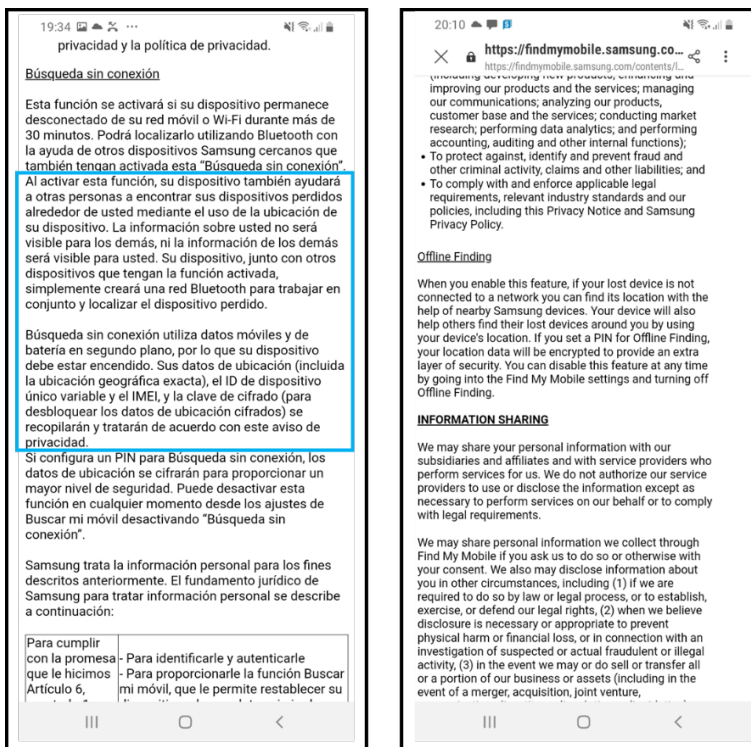 19:34
privacidad y la política de privacidad.
Búsqueda sin conexión
Esta función se activará si su dispositivo permanece
desconectado de su red móvil o Wi-Fi durante más de
30 minutos. Podrá localizarlo utilizando Bluetooth con
la ayuda de otros dispositivos Samsung cercanos que
también tengan activada esta “Búsqueda sin conexión”.
Al activar esta función, su dispositivo también ayudará
a otras personas a encontrar sus dispositivos perdidos
alrededor de usted mediante el uso de la ubicación de
su dispositivo. La información sobre usted no será
visible para los demás, ni la información de los demás
será visible para usted. Su dispositivo, junto con otros
dispositivos que tengan la función activada,
simplemente creará una red Bluetooth para trabajar en
conjunto y localizar el dispositivo perdido.
Búsqueda sin conexión utiliza datos móviles y de
batería en segundo plano, por lo que su dispositivo
debe estar encendido. Sus datos de ubicación (incluida
la ubicación geográfica exacta), el ID de dispositivo
único variable y el IMEI, y la clave de cifrado (para
desbloquear los datos de ubicación cifrados) se
recopilarán y tratarán de acuerdo con este aviso de
privacidad.
Si configura un PIN para Búsqueda sin conexión, los
datos de ubicación se cifrarán para proporcionar un
mayor nivel de seguridad. Puede desactivar esta
función en cualquier momento desde los ajustes de
Buscar mi móvil desactivando “Búsqueda sin
conexión”.
Samsung trata la información personal para los fines
descritos anteriormente. El fundamento jurídico de
Samsung para tratar información personal se describe
a continuación:
Para cumplir
con la promesa
que le hicimos
Artículo 6,
- Para identificarle y autenticarle
- Para proporcionarle la función Buscar
mi móvil, que le permite restablecer su
20:10
https://findmymobile.samsung.co...
https://findmymobile.samsung.com/contents/l...
(including developing new products, enhancing and
improving our products and the services; managing
our communications; analyzing our products,
customer base and the services; conducting market
research; performing data analytics; and performing
accounting, auditing and other internal functions);
• To protect against, identify and prevent fraud and
other criminal activity, claims and other liabilities; and
• To comply with and enforce applicable legal
requirements, relevant industry standards and our
policies, including this Privacy Notice and Samsung
Privacy Policy.
Offline Finding
When you enable this feature, if your lost device is not
connected to a network you can find its location with the
help of nearby Samsung devices. Your device will also
help others find their lost devices around you by using
your device's location. If you set a PIN for Offline Finding,
your location data will be encrypted to provide an extra
layer of security. You can disable this feature at any time
by going into the Find My Mobile settings and turning off
Offline Finding.
INFORMATION SHARING
We may share your personal information with our
subsidiaries and affiliates and with service providers who
perform services for us. We do not authorize our service
providers to use or disclose the information except as
necessary to perform services on our behalf or to comply
with legal requirements.
We may share personal information we collect through
Find My Mobile if you ask us to do so or otherwise with
your consent. We also may disclose information about
you in other circumstances, including (1) if we are
required to do so by law or legal process, or to establish,
exercise, or defend our legal rights, (2) when we believe
disclosure is necessary or appropriate to prevent
physical harm or financial loss, or in connection with an
investigation of suspected or actual fraudulent or illegal
activity, (3) in the event we may or do sell or transfer all
or a portion of our business or assets (including in the
event of a merger, acquisition, joint venture,